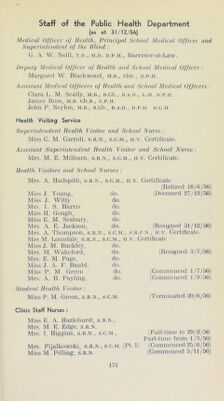 Staff of the Public Health Department
(as at 31/12/56)
Medical Officer of Health, Principal School Medical Officer and
Superintendent of the Blind:
G. A. W. Neill, T.D., M.D., D.P.H., Barrister-at-Law.
Deputy Medical Officer of Health and School Medical Officer:
Margaret W. Blackwood, M.B., Ch.B., D.P.H.
Assistant Medical Officers of Health and School Medical Officers:
Clara L. M. Scally, M.B., B.Ch., B.A.O., L.M., D.P.H.
James Ross, M.B., Ch.B., C.P.H.
John P. Neylon, M.B., B.Ch., B.A.O., D.P.H., D.C.H.
Health Visiting Service
Superintendent Health Visitor and School Nurse:
Miss C. M. Carroll, S.R.N., S.C.M., H.V. Certificate.
Assistant Superintendent Health Visitor and School Nurse:
Mrs. M. E. Milburn, S.R.N., S.C.M., H.V. Certificate.
Health Visitors and School Nurses:
Mrs. A. Hudspith, S.R.N., S.C.M., H.V. Certificate
(Retired 18/6/56)
Miss J. Young, do. (Deceased 27/12/56)
Miss J. Witty do.
Mrs. I. S. Harris do.
Miss H. Gough, do.
Miss E. M. Seabury, do.
Mrs. A. E. Jackson, do. (Resigned 31/12/56)
Mrs. A. Thompson, S.R.N., S.C.M., S.R.F.N., H.V. Certificate
Mrs M. Lonsdale, S.R.N., S.C.M., H.V. Certificate
Miss J. M. Buckley, do.
Mrs. M. Wakeford, do. (Resigned 3/7/56)
Mrs. E. M. Page, do.
Miss J. A. F. Bauld, do.
Miss P. M. Green do. (Commenced 1/7/56)
Mrs. A. B. Payling, do. (Commenced 1/9/56)
Student Health Visitor:
Miss P. M. Green, S.R.N., S.C.M. (Terminated 30/6/56)
Clinic Staff Nurses:
Miss E. A. Hazlehurst, S.R.N.,
Mrs. M. E. Edge, S.R.N.
Mrs. I. Higgins, S.R.N., S.C.M., (Full-time to 29/2/56.
Part-time from 1/3/56)
Mrs. Fijalkowski, S.R.N., S.C.M. (Pt. I) (Commenced 25/6/56)
Miss M. Pilling, S.R.N. (Commenced 5/11/56)
174